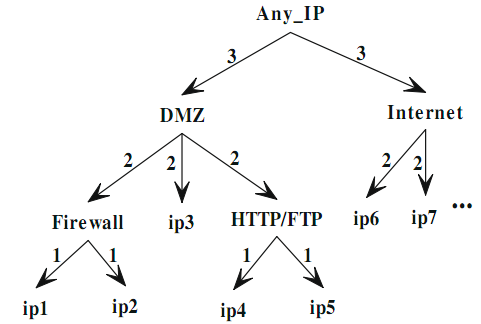 Any_IP
3 3
DMZ Internet
2 2 2 2 2
Firewall ip3 HTTP/FTP ip6 ip7 ...
1 1 1 1
ip1 ip2 ip4 ip5